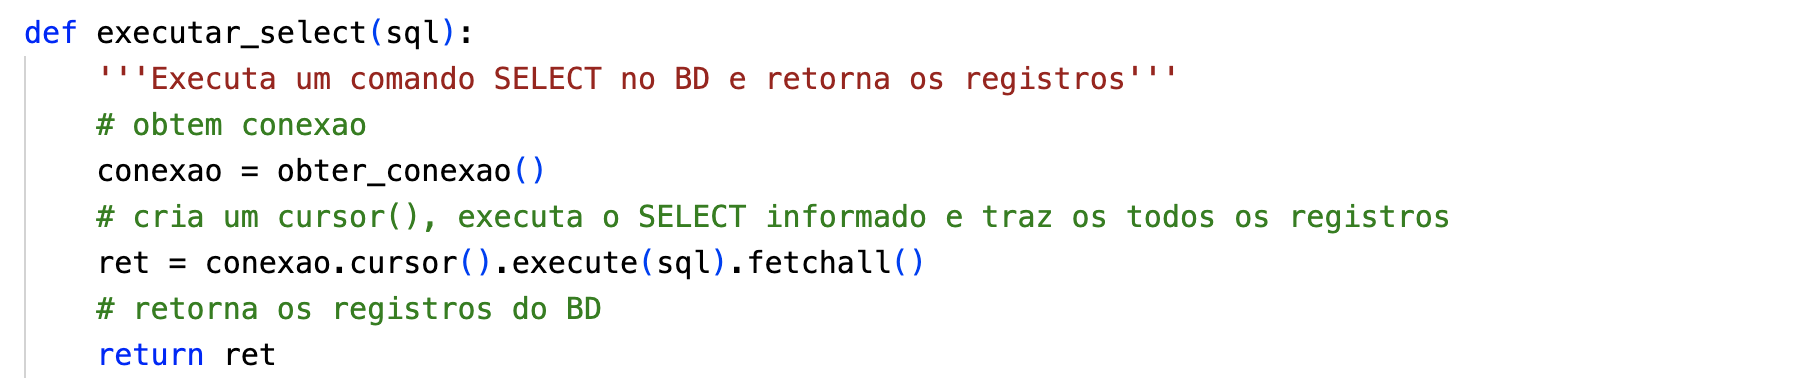 def executar_select(sql):
    '''Executa um comando SELECT no BD e retorna os registros'''
    # obtem conexao
    conexao = obter_conexao()
    # cria um cursor(), executa o SELECT informado e traz os todos os registros
    ret = conexao.cursor().execute(sql).fetchall()
    # retorna os registros do BD
    return ret